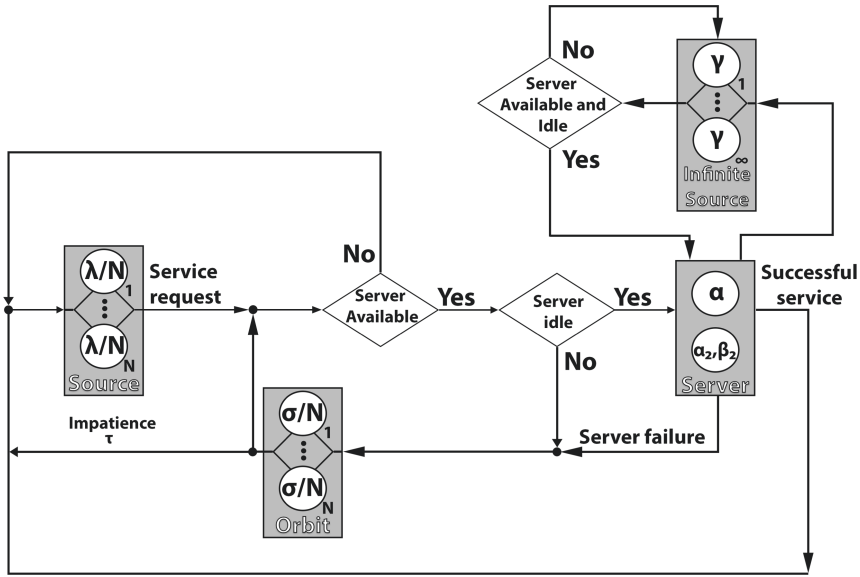 No
γ
1
Server
Available and
Idle
γ
∞
Yes
Infinite
Source
No
λ/N
1
Service
request
Server
Available
Yes
Server
idle
Yes
α
Successful
service
λ/N
N
Source
No
α₂,β₂
Server
Impatience
τ
σ/N
1
Server failure
σ/N
N
Orbit